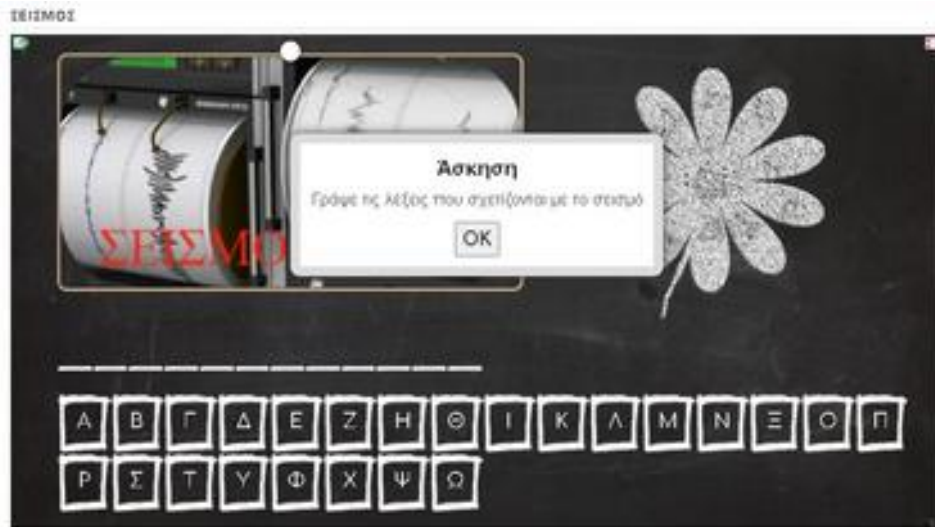 ΣΕΙΣΜΟΣ
ΣΕΙΣΜΟ
Άσκηση
Γράψε τις λέξεις που σχετίζονται με το σεισμό
OK
Α Β Γ Δ Ε Ζ Η Θ Ι Κ Λ Μ Ν Ξ Ο Π
Ρ Σ Τ Υ Φ Χ Ψ Ω